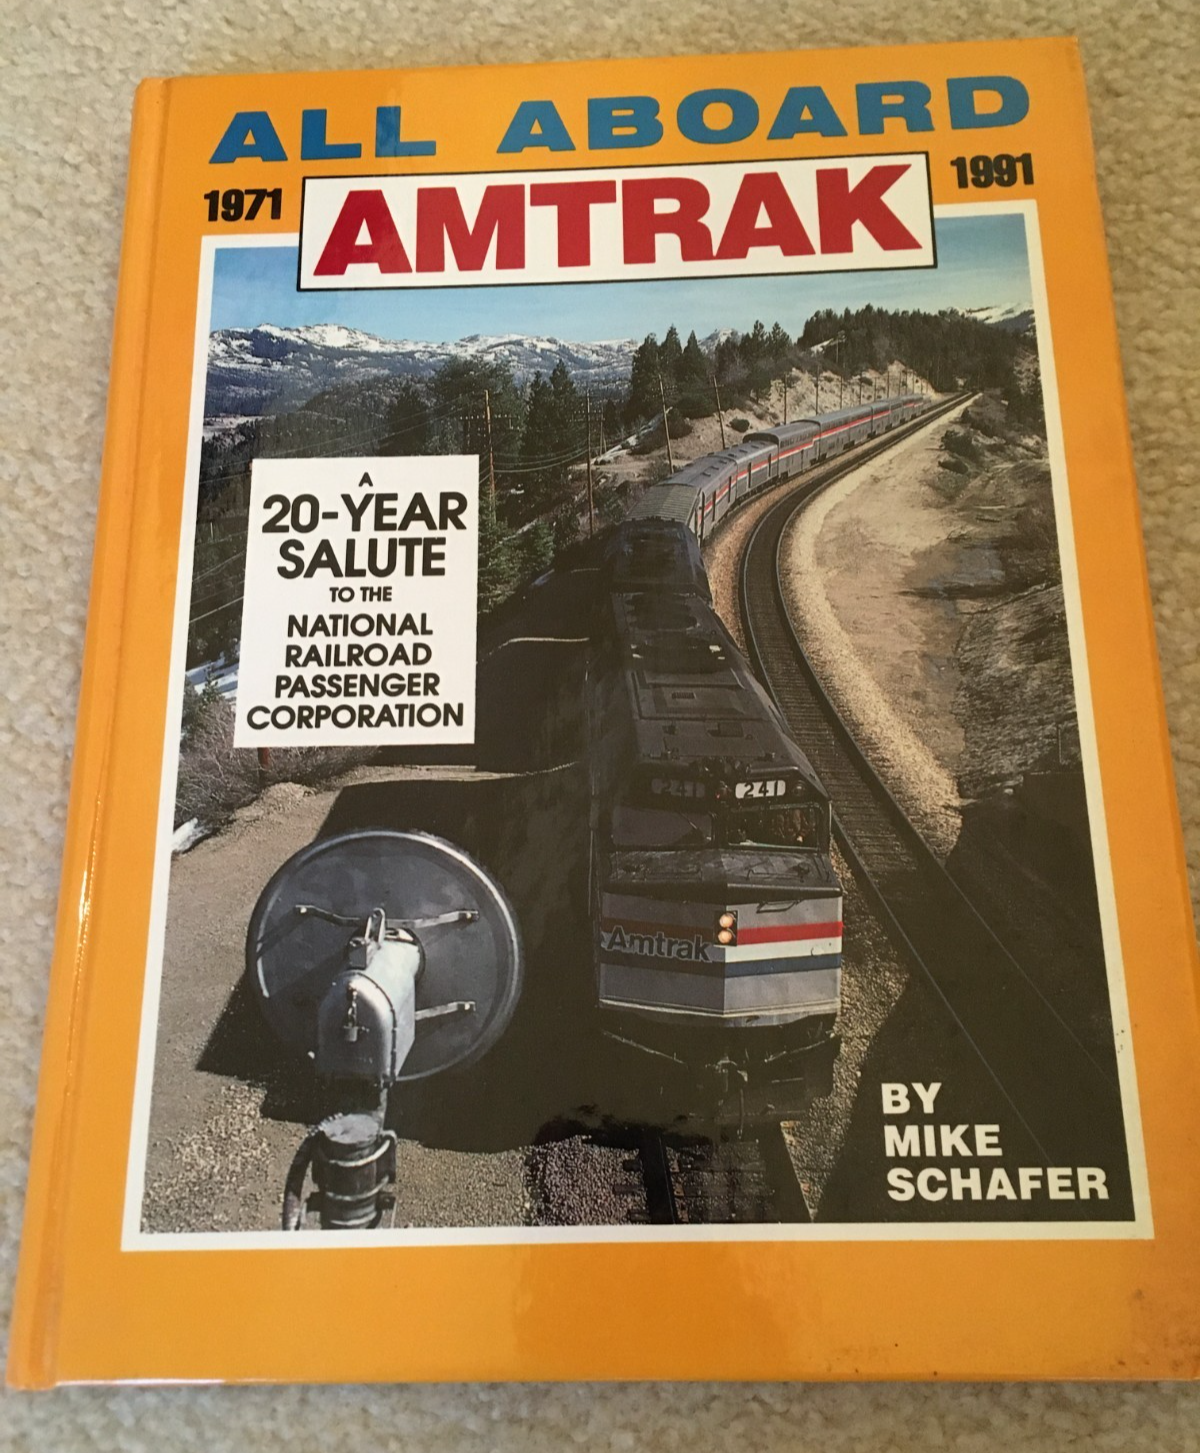 ALL ABOARD
1971 AMTRAK 1991
A
20-YEAR
SALUTE
TO THE
NATIONAL
RAILROAD
PASSENGER
CORPORATION
241 241
Amtrak
BY
MIKE
SCHAFER